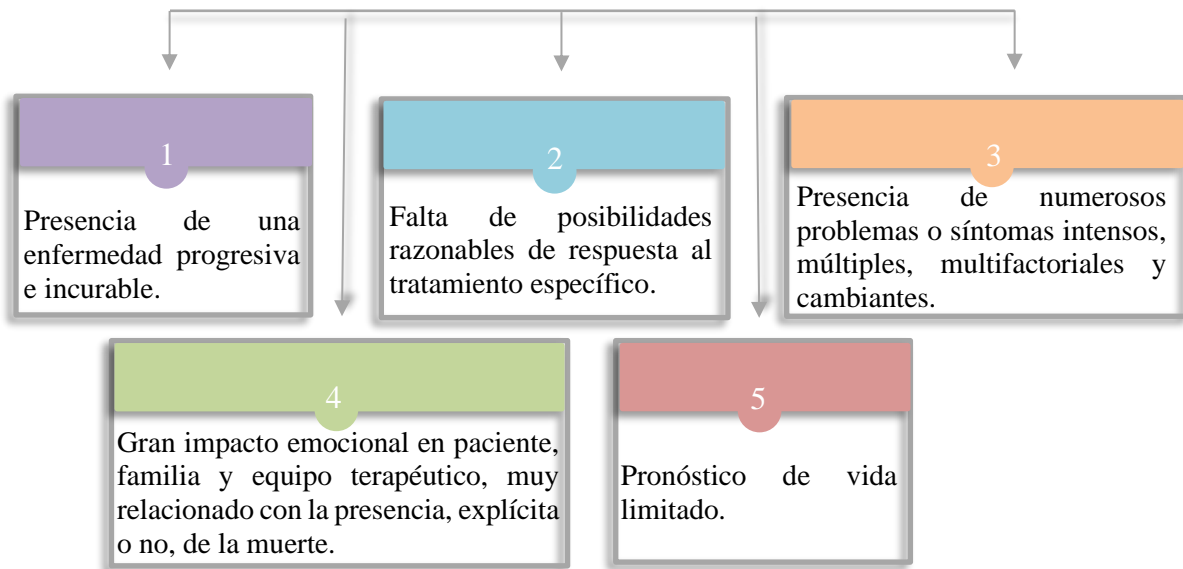 1
Presencia de una
enfermedad progresiva
e incurable.
2
Falta de posibilidades
razonables de respuesta al
tratamiento específico.
3
Presencia de numerosos
problemas o síntomas intensos,
múltiples, multifactoriales y
cambiantes.
4
Gran impacto emocional en paciente,
familia y equipo terapéutico, muy
relacionado con la presencia, explícita
o no, de la muerte.
5
Pronóstico de vida
limitado.